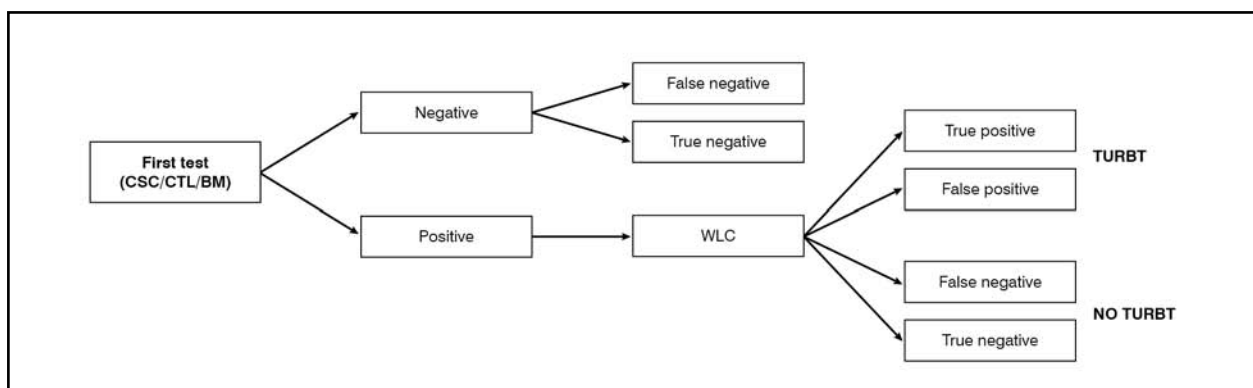 First test
(CSC/CTL/BM)
Negative
Positive
False negative
True negative
WLC
True positive
False positive
TURBT
False negative
True negative
NO TURBT